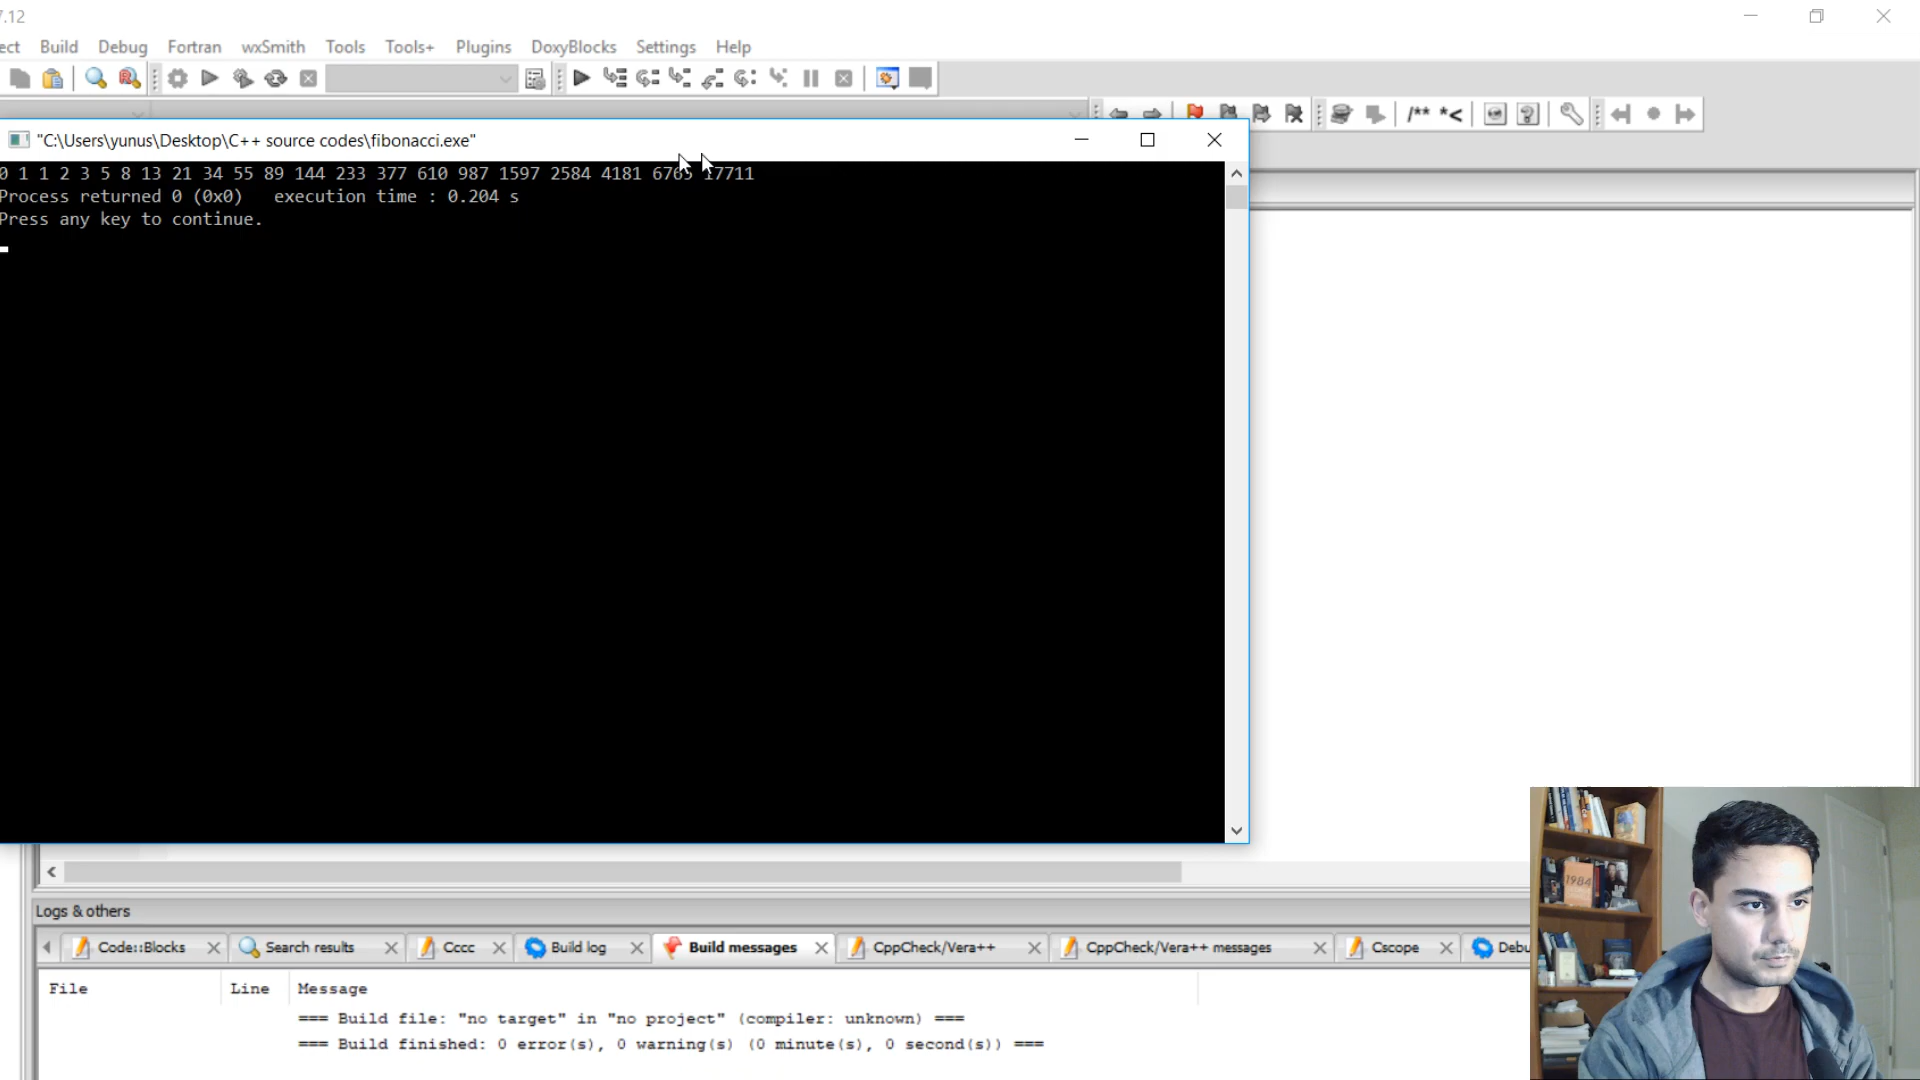 7.12
ect Build Debug Fortran wxSmith Tools Tools+ Plugins DoxyBlocks Settings Help
/** *<
"C:\Users\yunus\Desktop\C++ source codes\fibonacci.exe"
0 1 1 2 3 5 8 13 21 34 55 89 144 233 377 610 987 1597 2584 4181 6765 17711
Process returned 0 (0x0) execution time : 0.204 s
Press any key to continue.
Logs & others
Code::Blocks Search results Cccc Build log Build messages CppCheck/Vera++ CppCheck/Vera++ messages Cscope Debu
File Line Message
=== Build file: "no target" in "no project" (compiler: unknown) ===
=== Build finished: 0 error(s), 0 warning(s) (0 minute(s), 0 second(s)) ===
1984